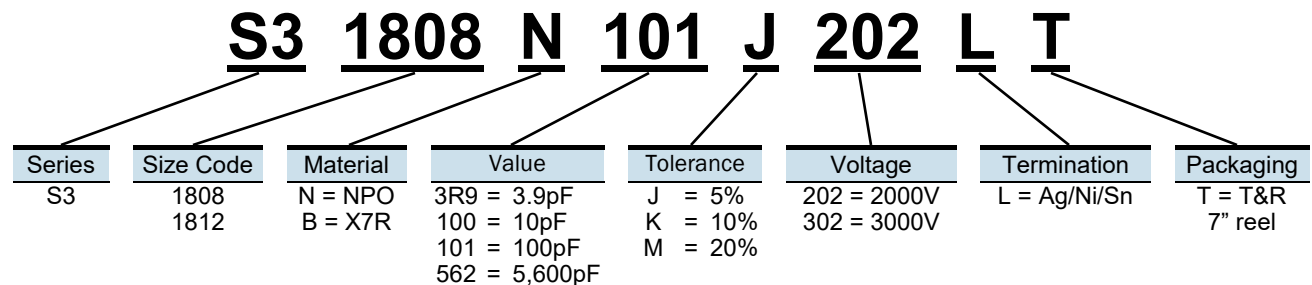 S3 1808 N 101 J 202 L T
Series Size Code Material Value Tolerance Voltage Termination Packaging
S3 1808 N = NPO 3R9 = 3.9pF J = 5% 202 = 2000V L = Ag/Ni/Sn T = T&R
1812 B = X7R 100 = 10pF K = 10% 302 = 3000V 7” reel
101 = 100pF M = 20%
562 = 5,600pF